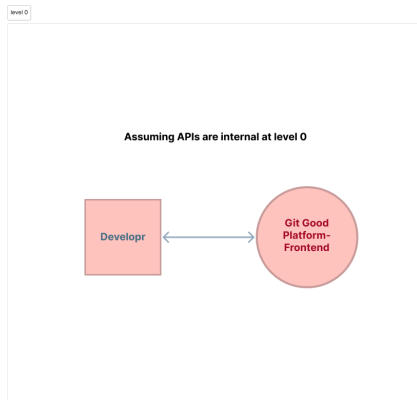 level 0
Assuming APIs are internal at level 0
Developr
Git Good
Platform-
Frontend